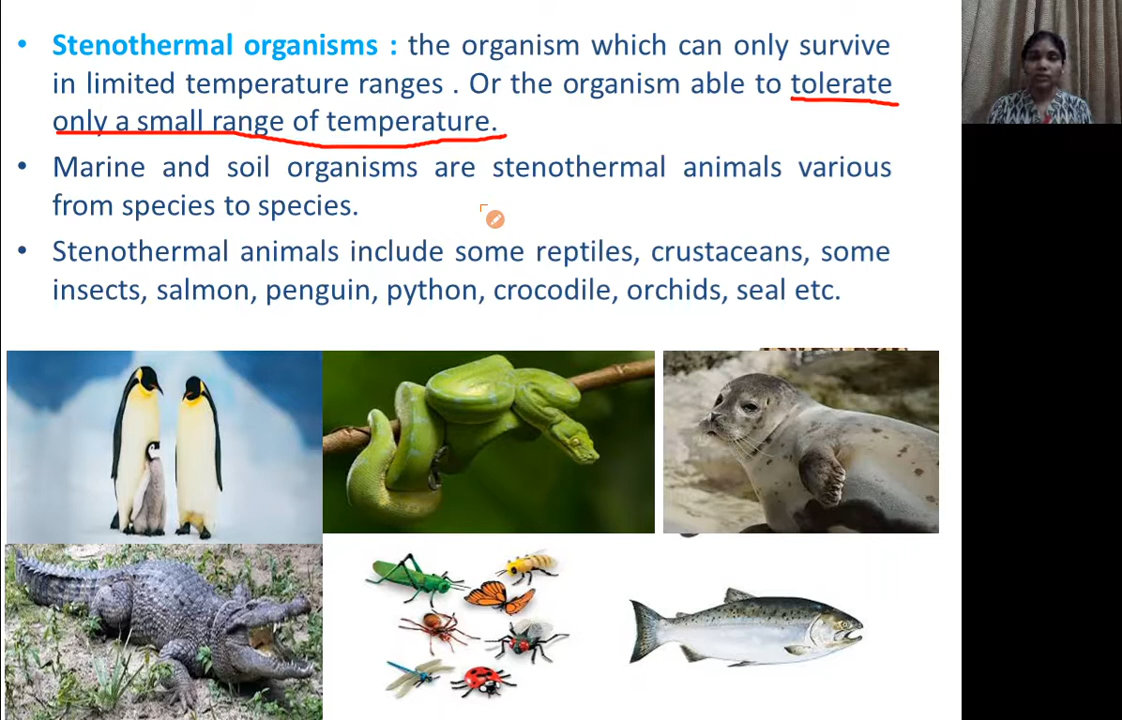 • Stenothermal organisms : the organism which can only survive
in limited temperature ranges . Or the organism able to tolerate
only a small range of temperature.
• Marine and soil organisms are stenothermal animals various
from species to species.
• Stenothermal animals include some reptiles, crustaceans, some
insects, salmon, penguin, python, crocodile, orchids, seal etc.